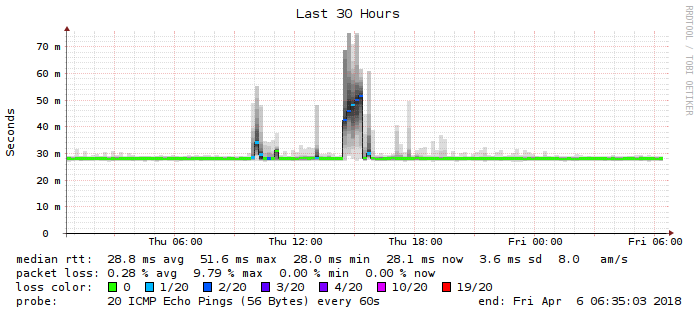 Last 30 Hours
RRDTOOL / TOBI OETIKER
Seconds
70 m
60 m
50 m
40 m
30 m
20 m
10 m
0
Thu 06:00 Thu 12:00 Thu 18:00 Fri 00:00 Fri 06:00
median rtt: 28.8 ms avg 51.6 ms max 28.0 ms min 28.1 ms now 3.6 ms sd 8.0 am/s
packet loss: 0.28 % avg 9.79 % max 0.00 % min 0.00 % now
loss color: 0 1/20 2/20 3/20 4/20 10/20 19/20
probe: 20 ICMP Echo Pings (56 Bytes) every 60s end: Fri Apr 6 06:35:03 2018